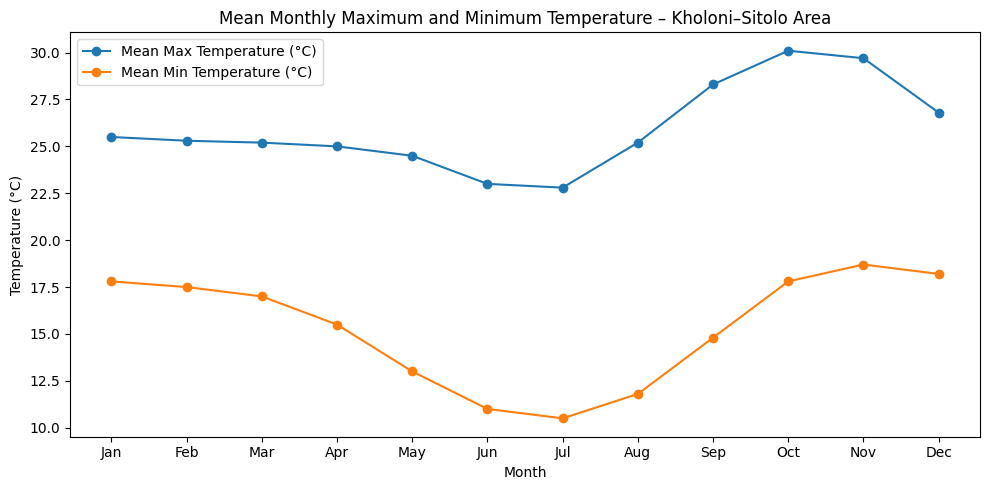 Mean Monthly Maximum and Minimum Temperature – Kholoni–Sitolo Area
Mean Max Temperature (°C)
Mean Min Temperature (°C)
Temperature (°C)
30.0
27.5
25.0
22.5
20.0
17.5
15.0
12.5
10.0
Jan Feb Mar Apr May Jun Jul Aug Sep Oct Nov Dec
Month